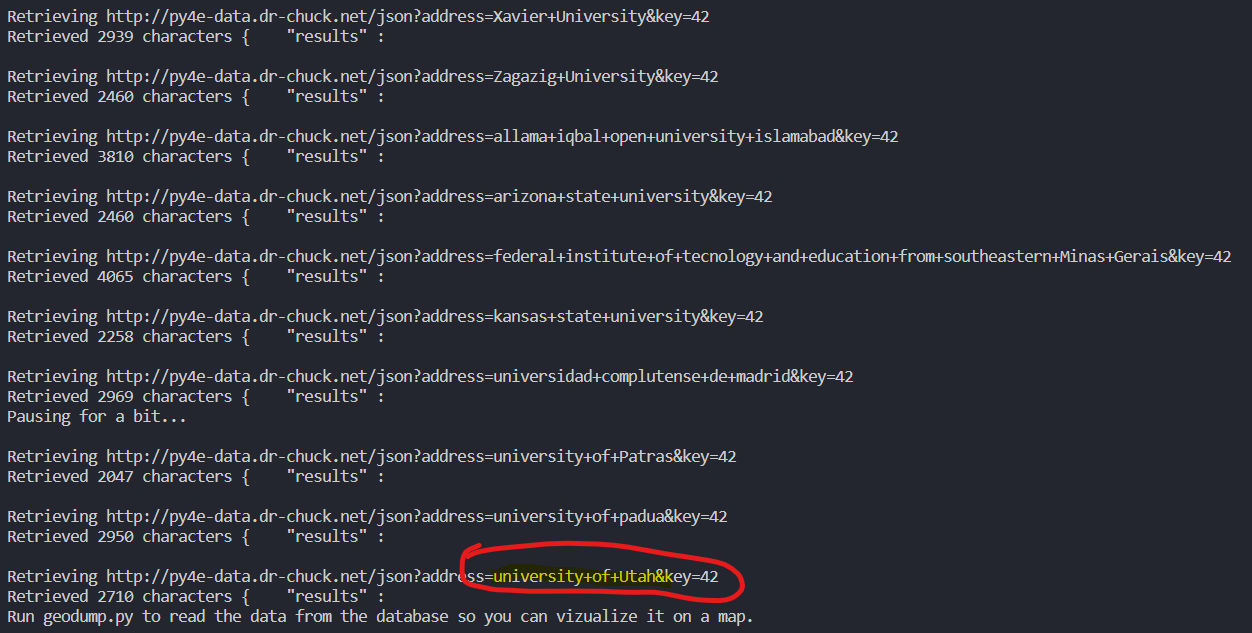 Retrieving http://py4e-data.dr-chuck.net/json?address=Xavier+University&key=42
Retrieved 2939 characters {    "results" :
Retrieving http://py4e-data.dr-chuck.net/json?address=Zagazig+University&key=42
Retrieved 2460 characters {    "results" :
Retrieving http://py4e-data.dr-chuck.net/json?address=allama+iqbal+open+university+islamabad&key=42
Retrieved 3810 characters {    "results" :
Retrieving http://py4e-data.dr-chuck.net/json?address=arizona+state+university&key=42
Retrieved 2460 characters {    "results" :
Retrieving http://py4e-data.dr-chuck.net/json?address=federal+institute+of+tecnology+and+education+from+southeastern+Minas+Gerais&key=42
Retrieved 4065 characters {    "results" :
Retrieving http://py4e-data.dr-chuck.net/json?address=kansas+state+university&key=42
Retrieved 2258 characters {    "results" :
Retrieving http://py4e-data.dr-chuck.net/json?address=universidad+complutense+de+madrid&key=42
Retrieved 2969 characters {    "results" :
Pausing for a bit...
Retrieving http://py4e-data.dr-chuck.net/json?address=university+of+Patras&key=42
Retrieved 2047 characters {    "results" :
Retrieving http://py4e-data.dr-chuck.net/json?address=university+of+padua&key=42
Retrieved 2950 characters {    "results" :
Retrieving http://py4e-data.dr-chuck.net/json?address=university+of+Utah&key=42
Retrieved 2710 characters {    "results" :
Run geodump.py to read the data from the database so you can vizualize it on a map.